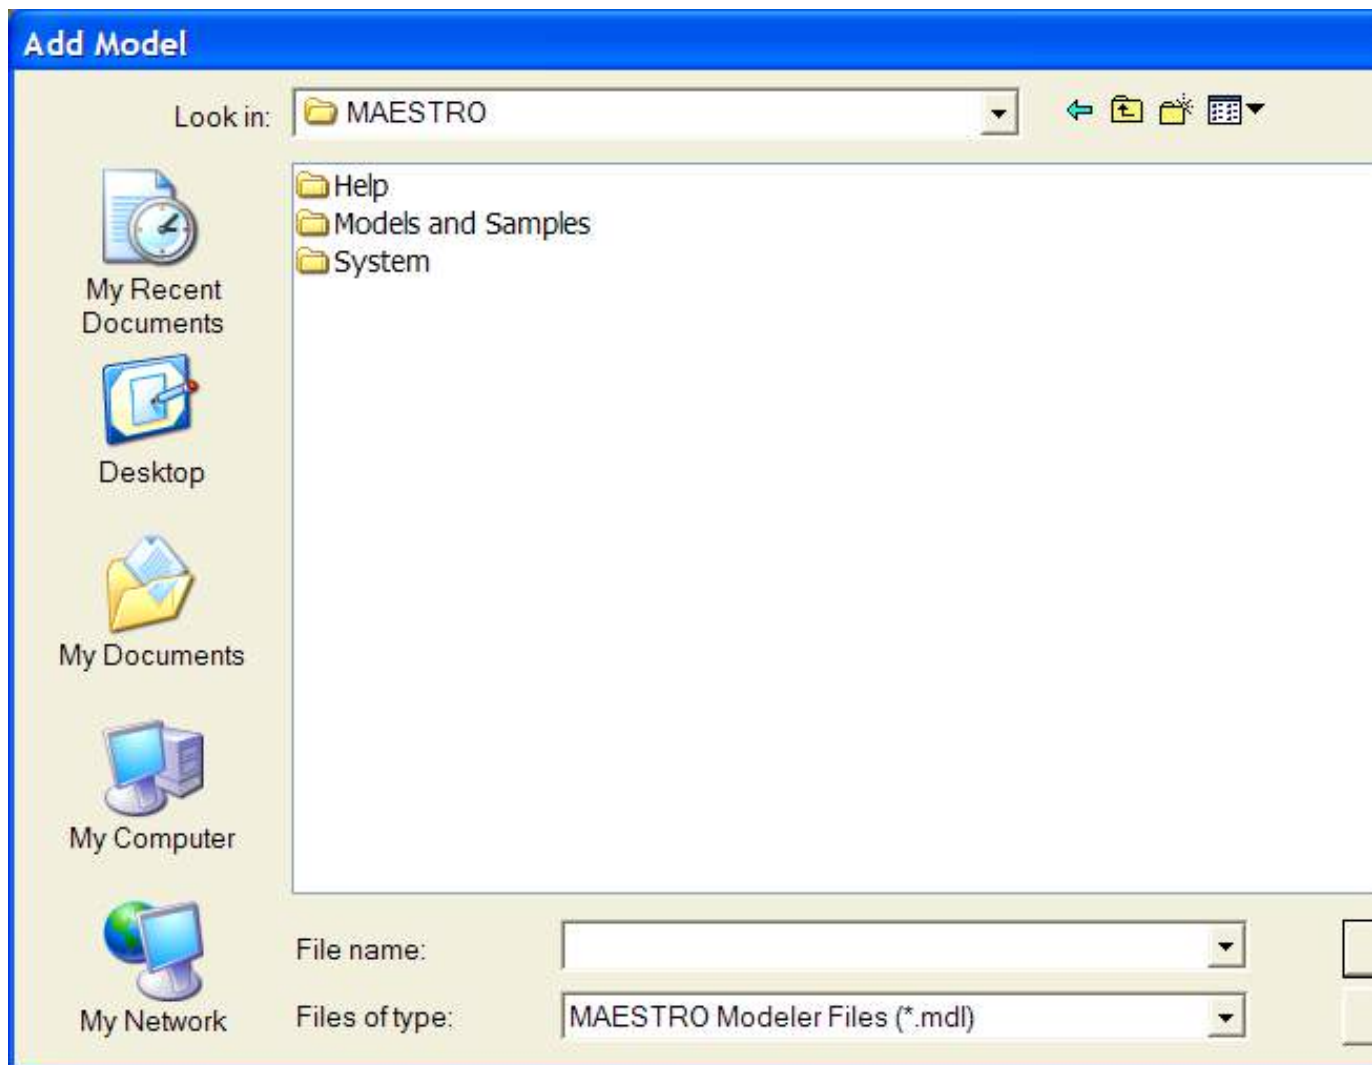 Add Model
Look in:
MAESTRO
Help
Models and Samples
System
My Recent
Documents
Desktop
My Documents
My Computer
My Network
File name:
Files of type:
MAESTRO Modeler Files (*.mdl)